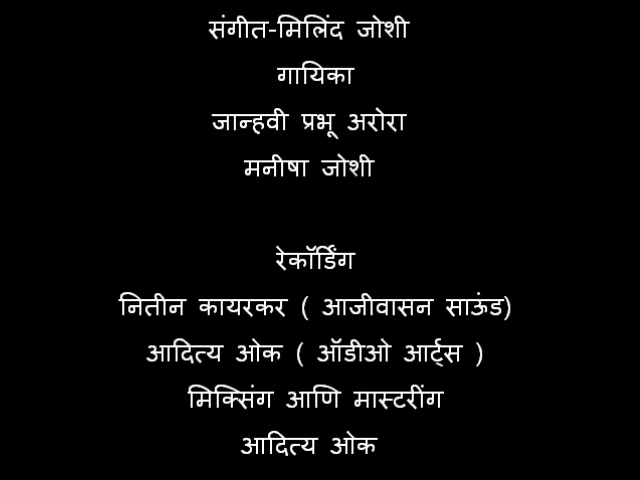 संगीत-मिलिंद जोशी
गायिका
जान्हवी प्रभू अरोरा
मनीषा जोशी
रेकॉर्डिंग
नितीन कायरकर ( आजीवासन साऊंड)
आदित्य ओक ( ऑडीओ आर्ट्स )
मिक्सिंग आणि मास्टरींग
आदित्य ओक